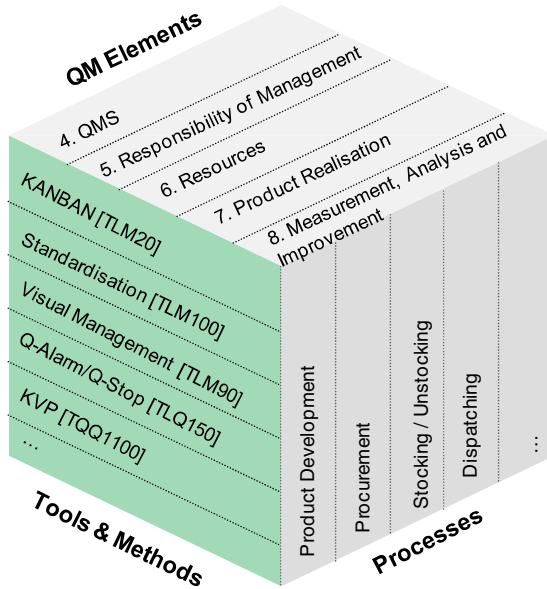 QM Elements
4. QMS
5. Responsibility of Management
6. Resources
7. Product Realisation
8. Measurement, Analysis and
Improvement
KANBAN [TLM20]
Standardisation [TLM100]
Visual Management [TLM90]
Q-Alarm/Q-Stop [TLQ150]
KVP [TQQ1100]
...
Tools & Methods
Product Development
Procurement
Stocking / Unstocking
Dispatching
...
Processes